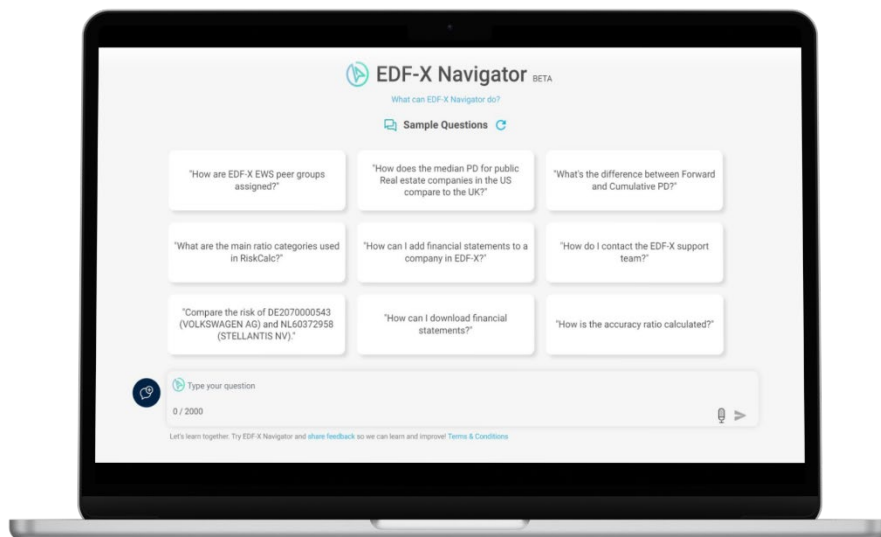 EDF-X Navigator BETA
What can EDF-X Navigator do?
Sample Questions
"How are EDF-X EWS peer groups
assigned?"
"How does the median PD for public
Real estate companies in the US
compare to the UK?"
"What's the difference between Forward
and Cumulative PD?"
"What are the main ratio categories used
in RiskCalc?"
"How can I add financial statements to a
company in EDF-X?"
"How do I contact the EDF-X support
team?"
"Compare the risk of DE2070000543
(VOLKSWAGEN AG) and NL60372958
(STELLANTIS NV)."
"How can I download financial
statements?"
"How is the accuracy ratio calculated?"
Type your question
0 / 2000
Let's learn together. Try EDF-X Navigator and share feedback so we can learn and improve! Terms & Conditions